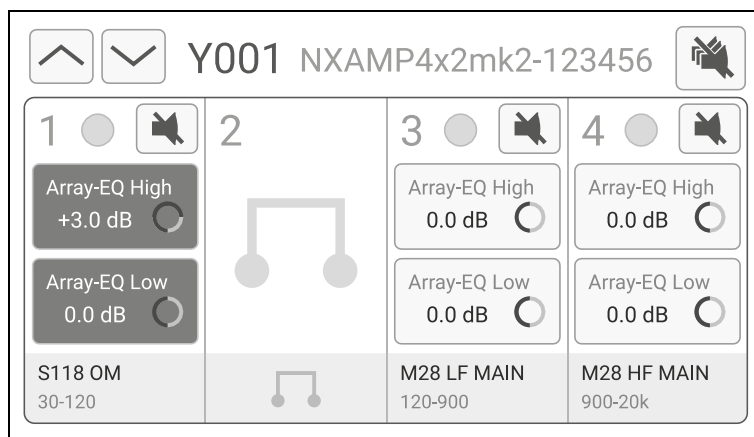 Y001 NXAMP4x2mk2-123456
1 2 3 4
Array-EQ High Array-EQ High Array-EQ High
+3.0 dB 0.0 dB 0.0 dB
Array-EQ Low Array-EQ Low Array-EQ Low
0.0 dB 0.0 dB 0.0 dB
S118 OM M28 LF MAIN M28 HF MAIN
30-120 120-900 900-20k